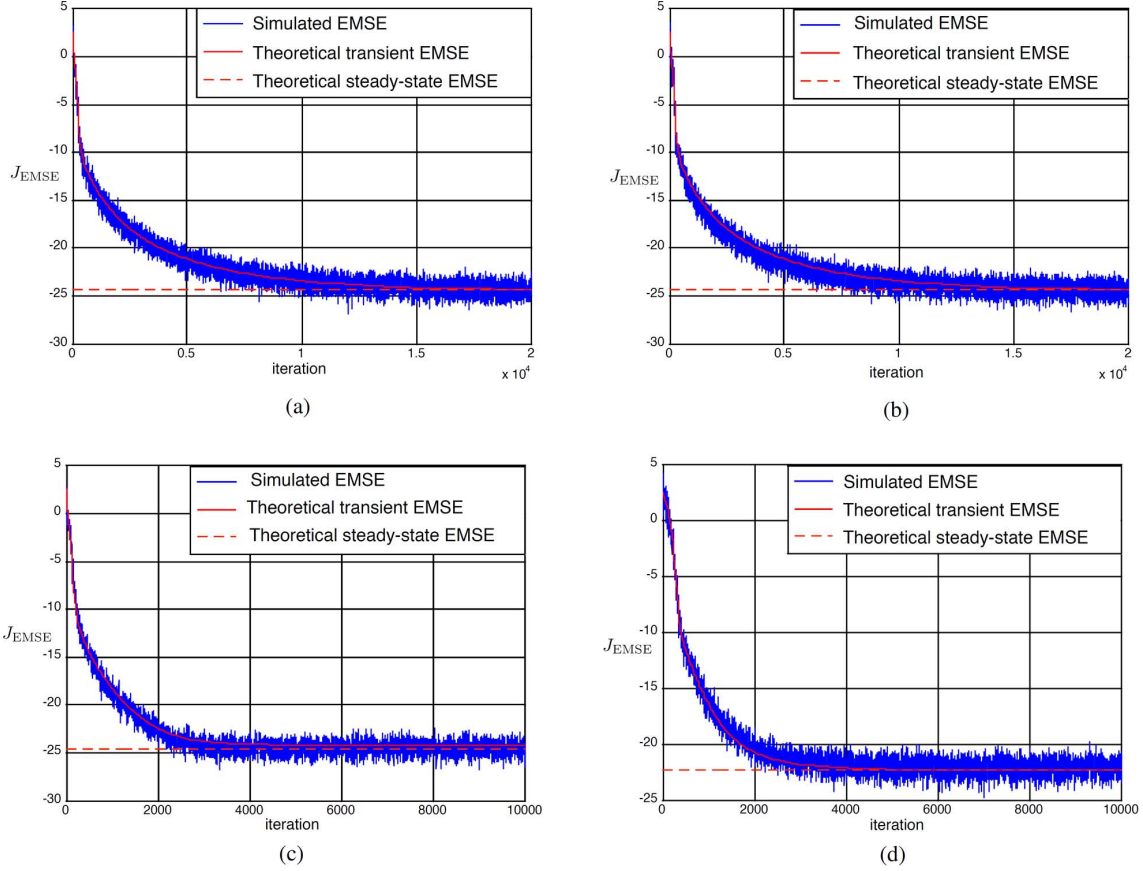 5
0
-5
-10
-15
-20
-25
-30
J_EMSE
Simulated EMSE
Theoretical transient EMSE
Theoretical steady-state EMSE
0 0.5 1 1.5 2
iteration
x 10^4
(a)
5
0
-5
-10
-15
-20
-25
-30
J_EMSE
Simulated EMSE
Theoretical transient EMSE
Theoretical steady-state EMSE
0 0.5 1 1.5 2
iteration
x 10^4
(b)
5
0
-5
-10
-15
-20
-25
-30
J_EMSE
Simulated EMSE
Theoretical transient EMSE
Theoretical steady-state EMSE
0 2000 4000 6000 8000 10000
iteration
(c)
5
0
-5
-10
-15
-20
-25
J_EMSE
Simulated EMSE
Theoretical transient EMSE
Theoretical steady-state EMSE
0 2000 4000 6000 8000 10000
iteration
(d)